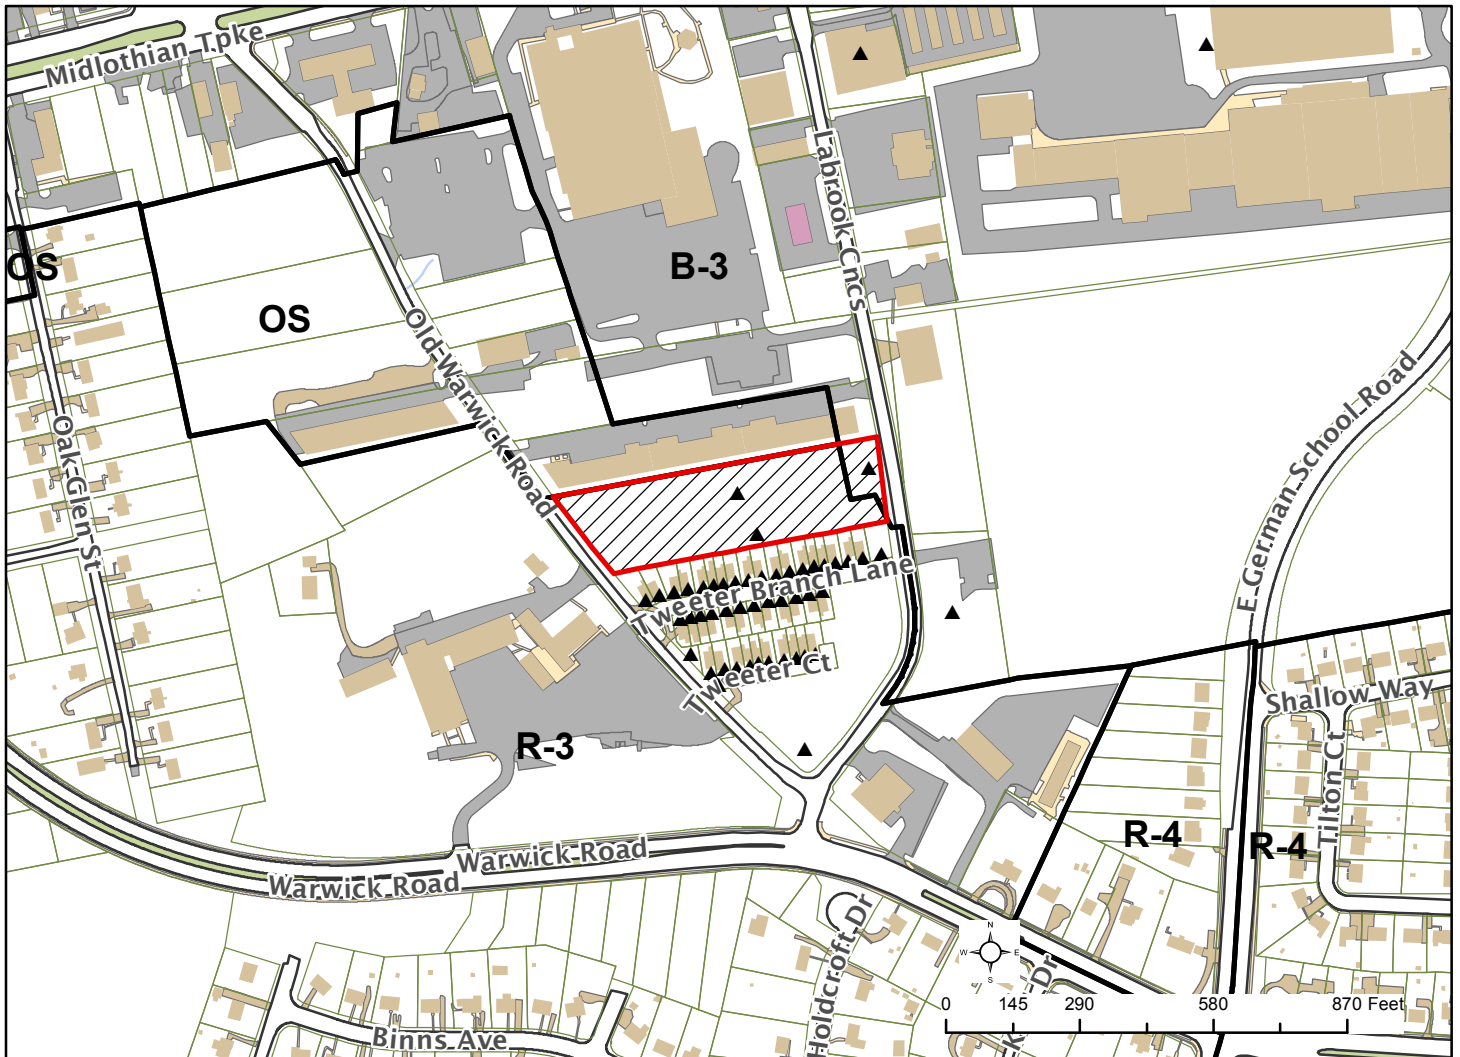 Midlothian Tpke
Labrook Cncs
B-3
OS
OS
Old Warwick Road
Oak Glen St
E German School Road
Tweeter Branch Lane
Tweeter Ct
Shallow Way
Tilton Ct
R-3
R-4
R-4
Warwick Road
Warwick Road
Holdcroft Dr
Dr
N
W
E
S
0 145 290 580 870 Feet
Binns Ave